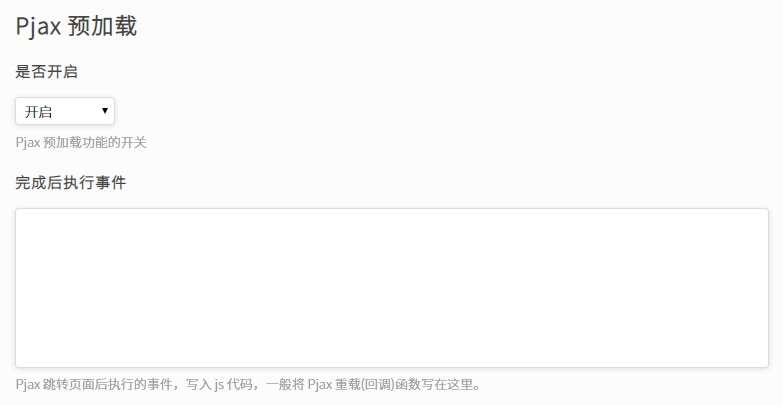 Pjax 预加载
是否开启
开启
Pjax 预加载功能的开关
完成后执行事件
Pjax 跳转页面后执行的事件，写入 js 代码，一般将 Pjax 重载(回调)函数写在这里。